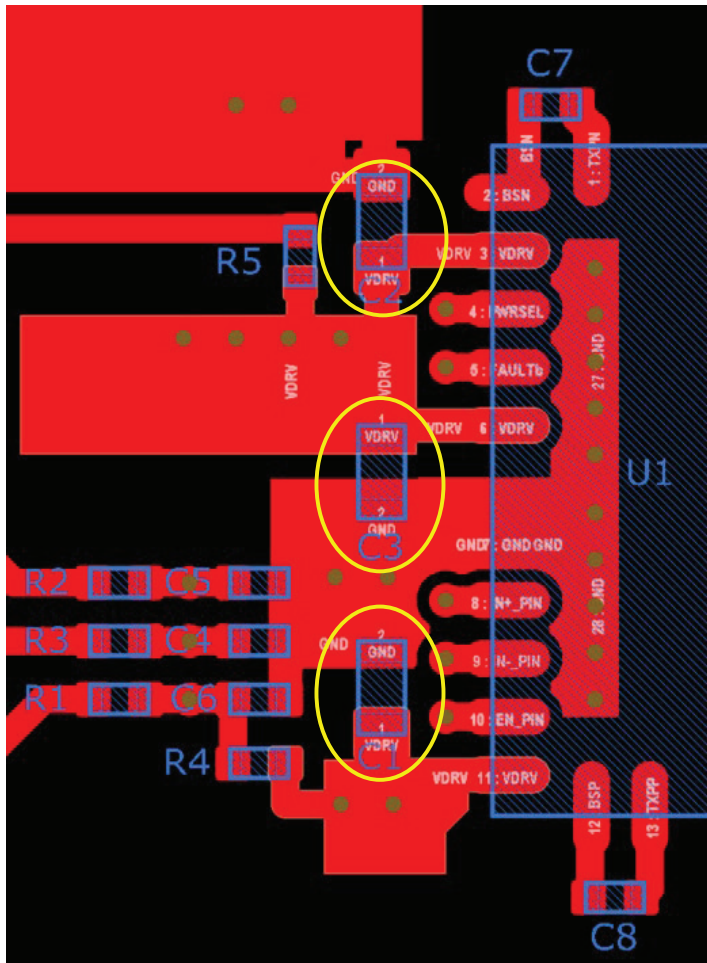 C7
BSN
1 : TXPN
2
GND
GND
2 : BSN
R5
VDRV
3 : VDRV
1
VDRV
C2
4 : PWRSEL
5 : FAULTB
27 : GND
VDRV
VDRV
1
VDRV
VDRV
6 : VDRV
U1
2
GND
C3
GND
7 : GND
GND
R2
C5
8 : IN+_PIN
28 : GND
R3
C4
GND
2
GND
9 : IN-_PIN
R1
C6
10 : EN_PIN
1
VDRV
C1
R4
VDRV
11 : VDRV
12 : BSP
13 : TXPP
C8